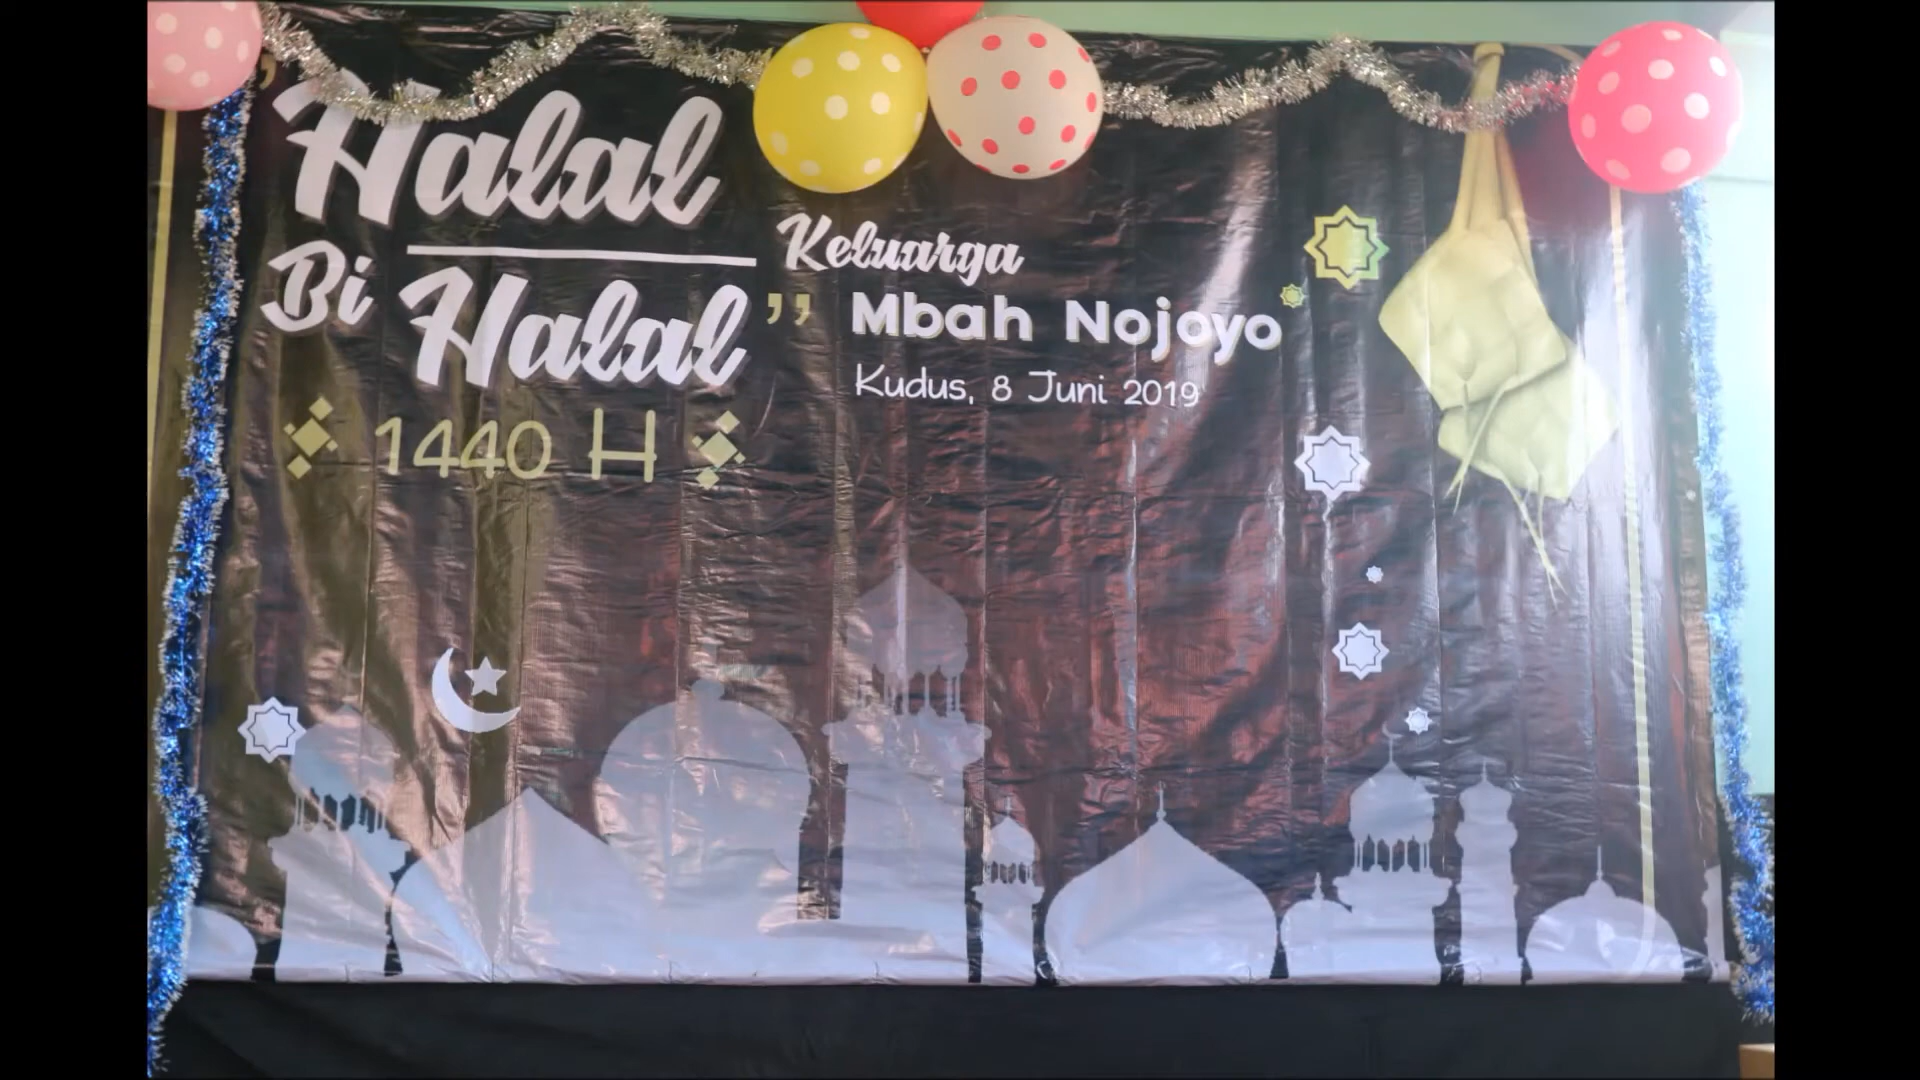 " Halal
Bi Halal "
1440 H
Keluarga
Mbah Nojoyo
Kudus, 8 Juni 2019